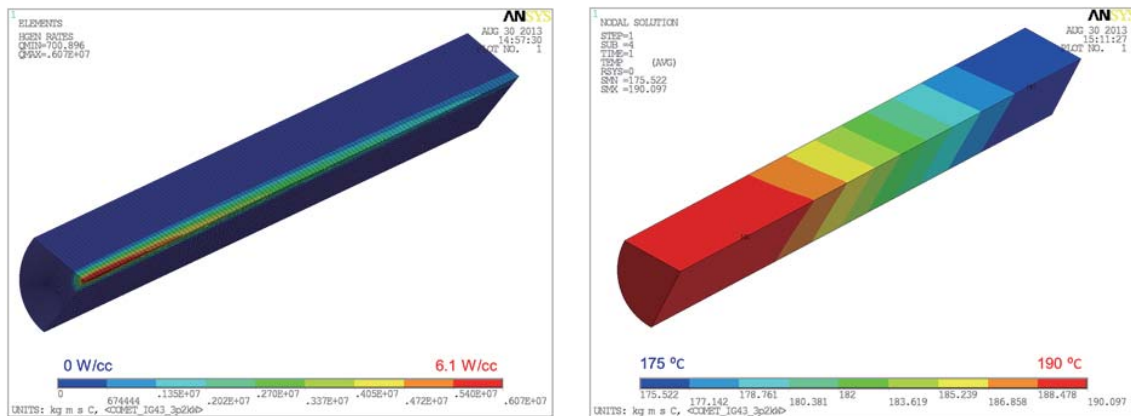 1
ELEMENTS
HGEN RATES
QMIN=700.896
QMAX=.607E+07
ANSYS
AUG 30 2013
14:57:30
PLOT NO. 1
0 W/cc
6.1 W/cc
0 .135E+07 .270E+07 .405E+07 .540E+07
674444 .202E+07 .337E+07 .472E+07 .607E+07
UNITS: kg m s C, <COMET_IG43_3p2kW>
1
NODAL SOLUTION
STEP=1
SUB =4
TIME=1
TEMP (AVG)
RSYS=0
SMN =175.522
SMX =190.097
ANSYS
AUG 30 2013
15:11:27
PLOT NO. 1
MX
MN
175 ºC
190 ºC
175.522 178.761 182 185.239 188.478
177.142 180.381 183.619 186.858 190.097
UNITS: kg m s C, <COMET_IG43_3p2kW>